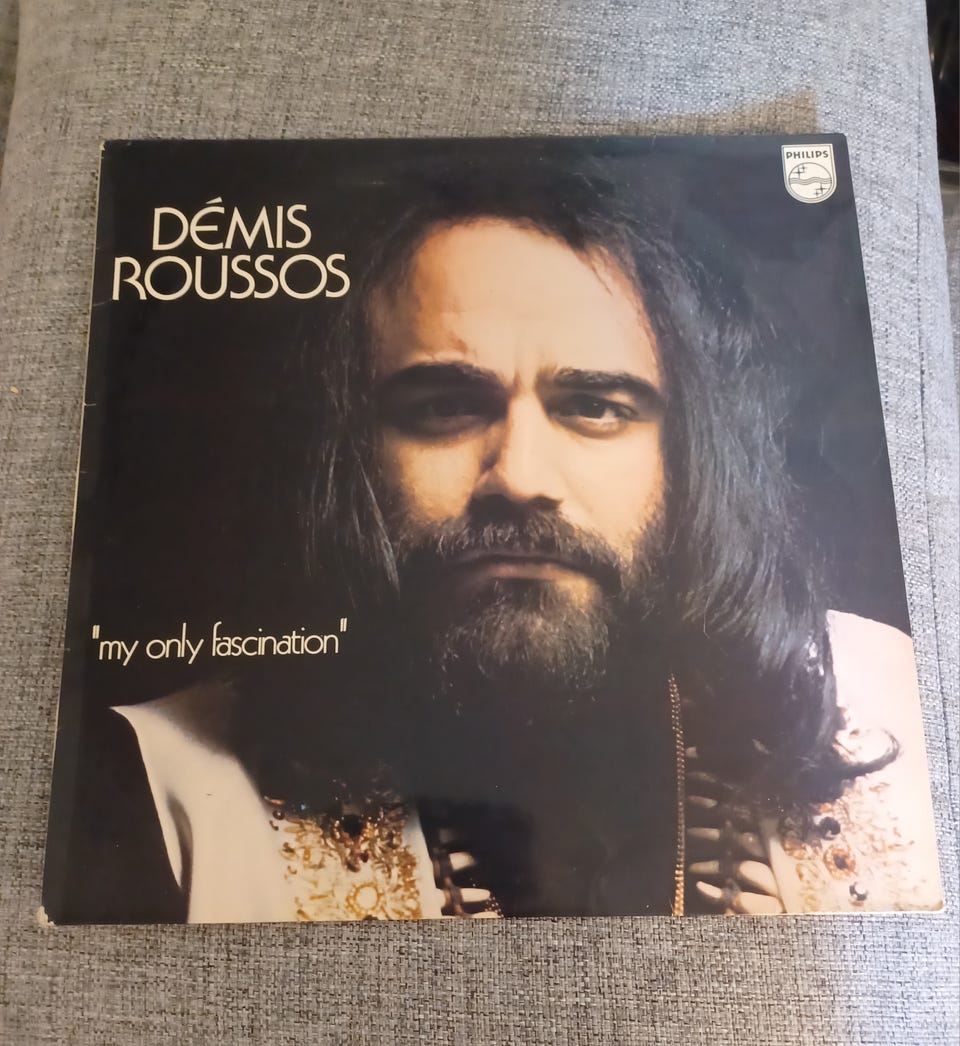 PHILIPS
DÉMIS
ROUSSOS
"my only fascination"